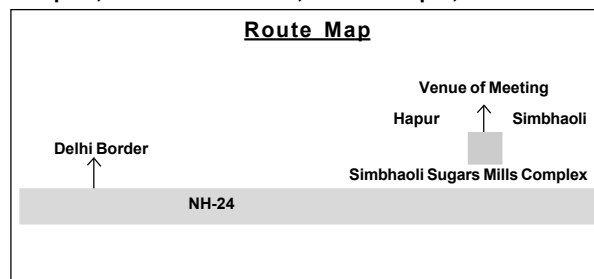 Route Map
Venue of Meeting
Hapur Simbhaoli
Delhi Border
Simbhaoli Sugars Mills Complex
NH-24